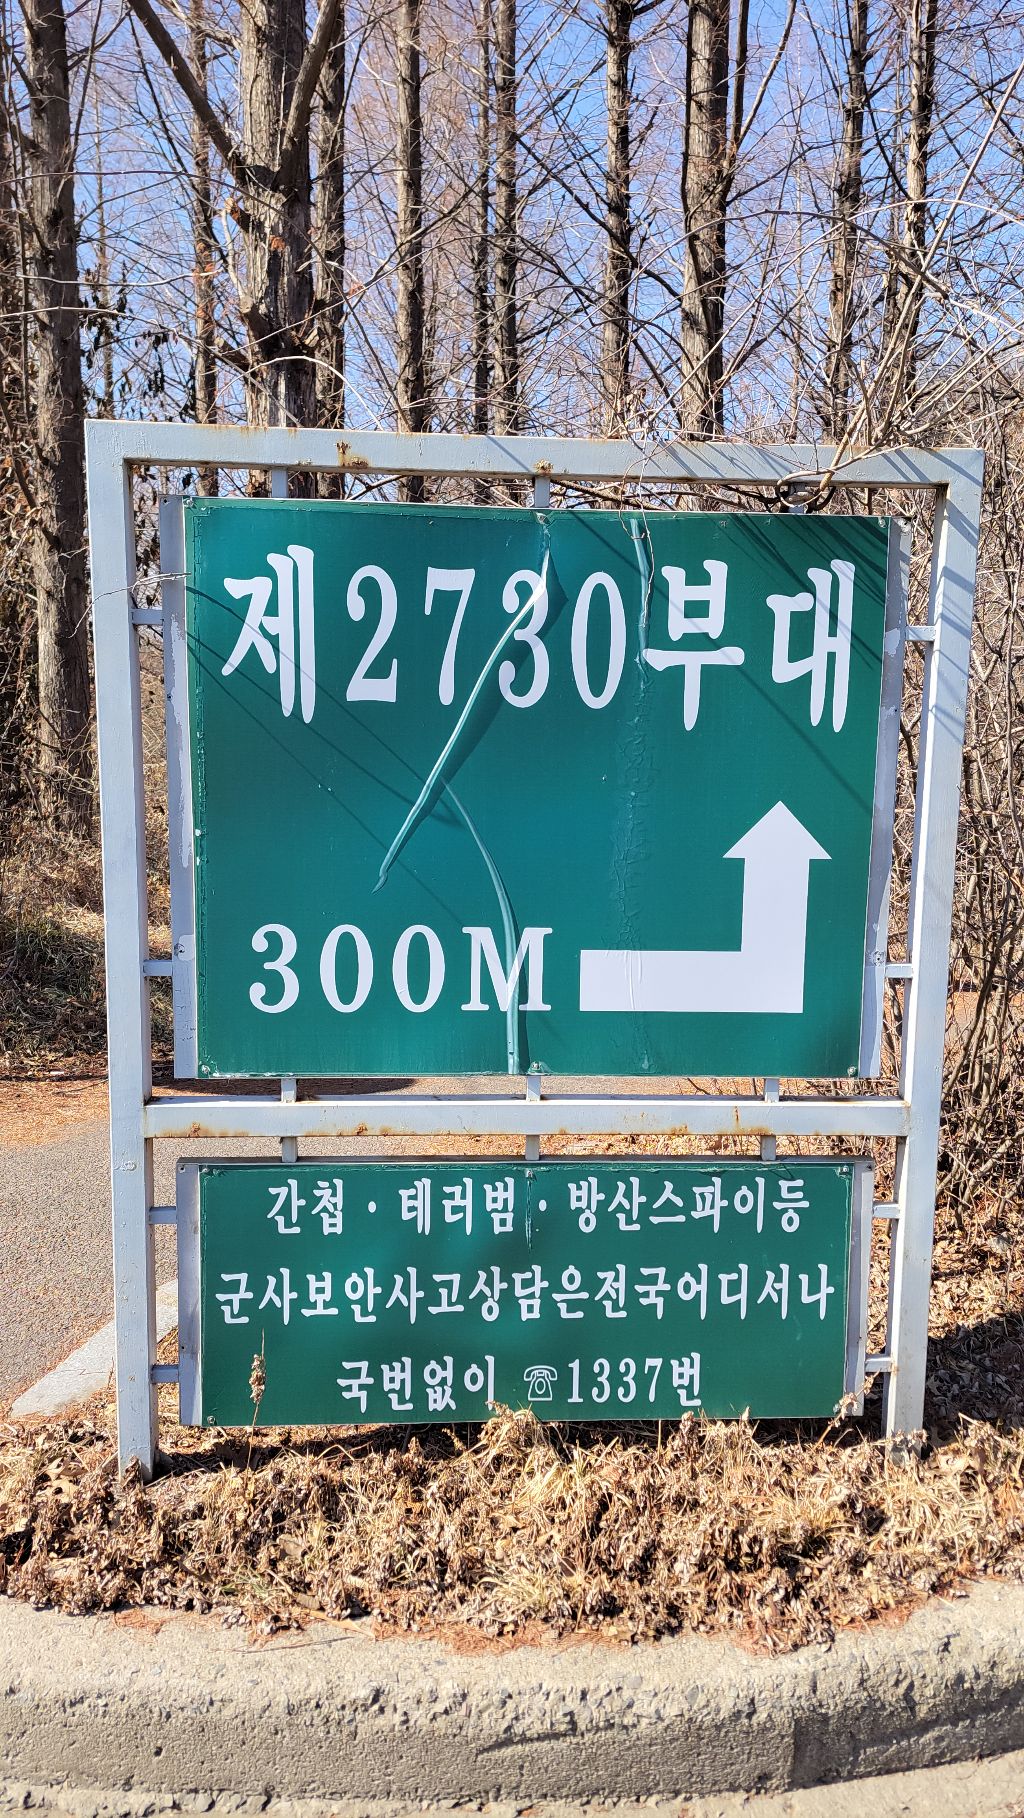 제2730부대
300M
간첩·테러범·방산스파이등
군사보안사고상담은전국어디서나
국번없이 ☏1337번